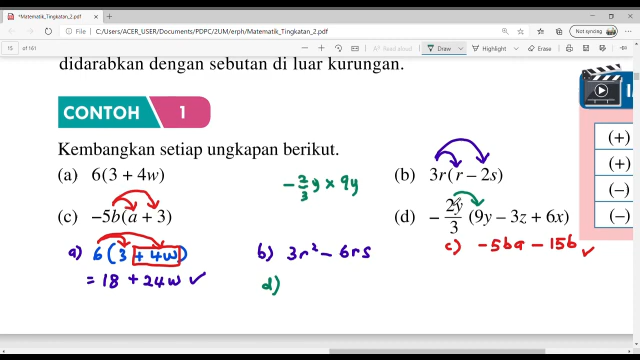 *Matematik_Tingkatan_2.pdf
C:/Users/ACER_USER/Documents/PDPC/2UM/erph/Matematik_Tingkatan_2.pdf
Not syncing
15 of 161
Read aloud
Draw
Highlight
Erase
didarabkan dengan sebutan di luar kurungan.
CONTOH 1
Kembangkan setiap ungkapan berikut.
(a) 6(3 + 4w)
(b) 3r(r − 2s)
− 2/3 y × 9y
(c) −5b(a + 3)
(d) − 2y/3 (9y − 3z + 6x)
a) 6 (3 + 4w)
= 18 + 24w ✓
b) 3r² − 6rs
c) −5ba − 15b ✓
d)
(+)
(+)
(−)
(−)